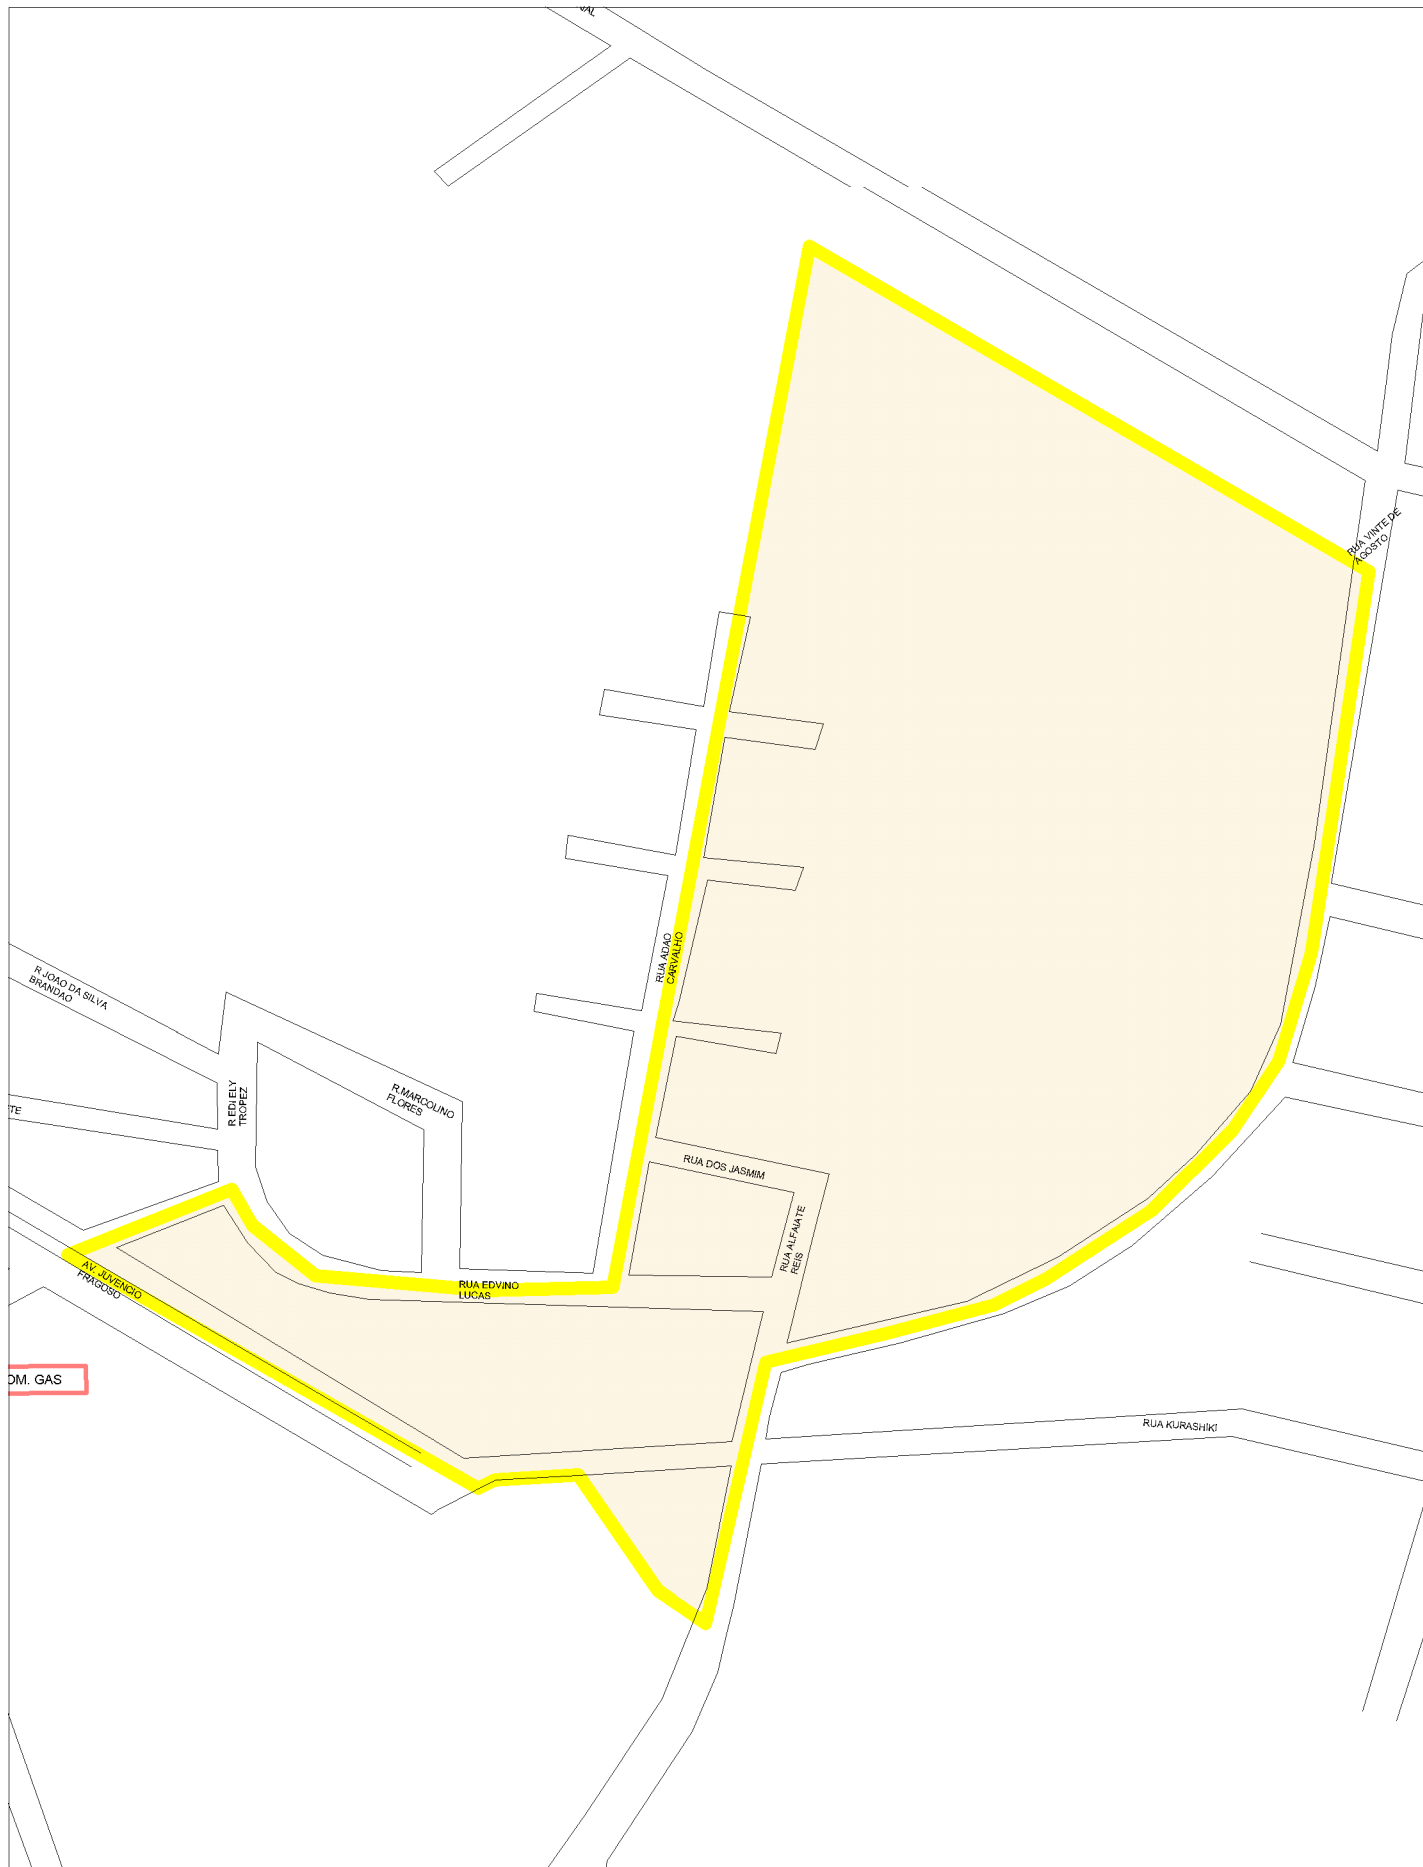 RUA VINTE DE
AGOSTO
RUA ADAO
CARVALHO
R JOAO DA SILVA
BRANDAO
R EDI ELY
TROPEZ
R.MARCOLINO
FLORES
RUA DOS JASMIM
RUA ALFAIATE
REIS
AV. JUVENCIO
FRAGOSO
RUA EDVINO
LUCAS
OM. GAS
RUA KURASHIKI